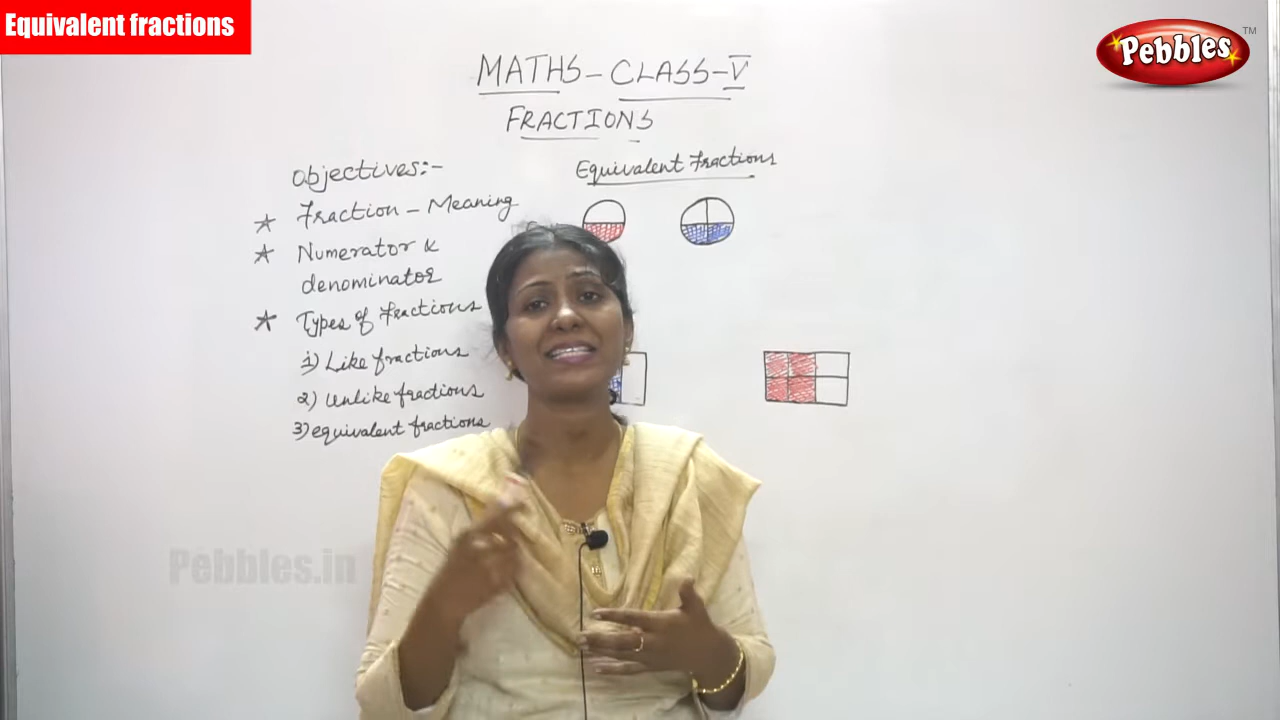 Equivalent fractions
Pebbles TM
MATHS - CLASS - V
FRACTIONS
Objectives:-
* Fraction - Meaning
* Numerator &
denominator
* Types of Fractions
1) Like fractions
2) Unlike fractions
3) equivalent fractions
Equivalent Fractions
Pebbles.in